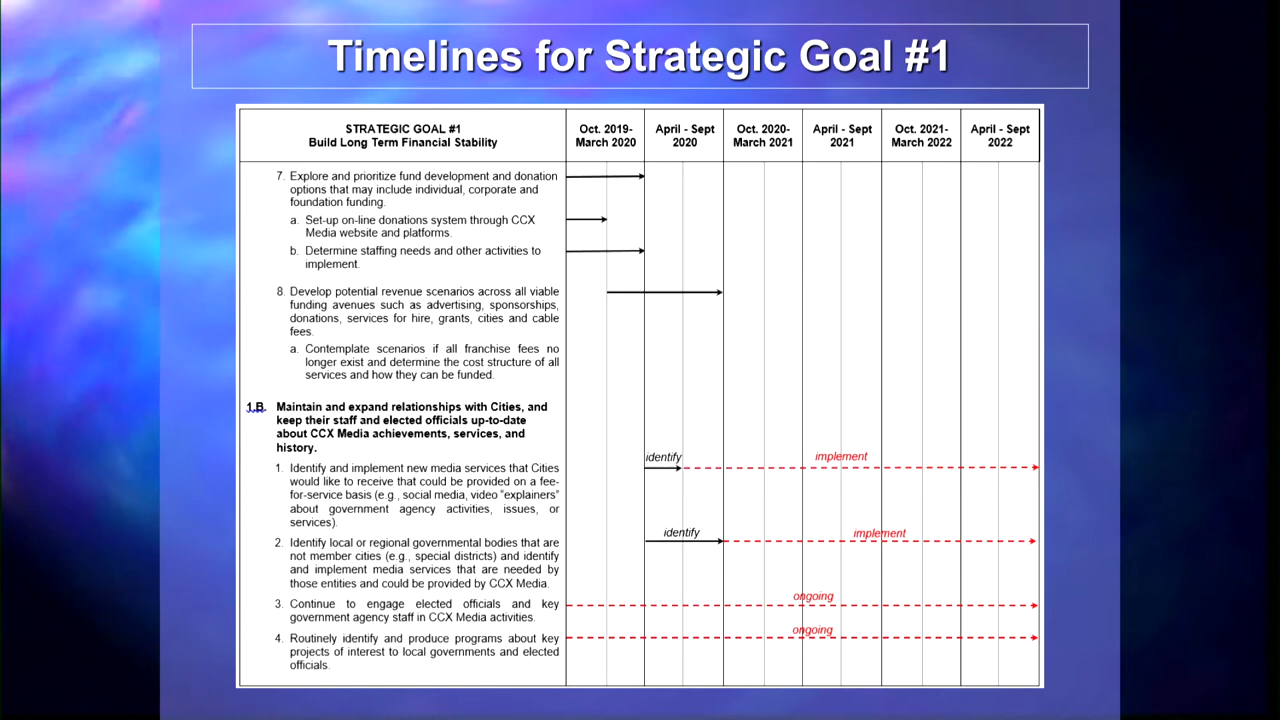 Timelines for Strategic Goal #1
STRATEGIC GOAL #1
Build Long Term Financial Stability
Oct. 2019-
March 2020
April - Sept
2020
Oct. 2020-
March 2021
April - Sept
2021
Oct. 2021-
March 2022
April - Sept
2022
7. Explore and prioritize fund development and donation
options that may include individual, corporate and
foundation funding.
a. Set-up on-line donations system through CCX
Media website and platforms.
b. Determine staffing needs and other activities to
implement.
8. Develop potential revenue scenarios across all viable
funding avenues such as advertising, sponsorships,
donations, services for hire, grants, cities and cable
fees.
a. Contemplate scenarios if all franchise fees no
longer exist and determine the cost structure of all
services and how they can be funded.
1.B. Maintain and expand relationships with Cities, and
keep their staff and elected officials up-to-date
about CCX Media achievements, services, and
history.
identify
implement
1. Identify and implement new media services that Cities
would like to receive that could be provided on a fee-
for-service basis (e.g., social media, video "explainers"
about government agency activities, issues, or
services).
identify
implement
2. Identify local or regional governmental bodies that are
not member cities (e.g., special districts) and identify
and implement media services that are needed by
those entities and could be provided by CCX Media.
ongoing
3. Continue to engage elected officials and key
government agency staff in CCX Media activities.
ongoing
4. Routinely identify and produce programs about key
projects of interest to local governments and elected
officials.